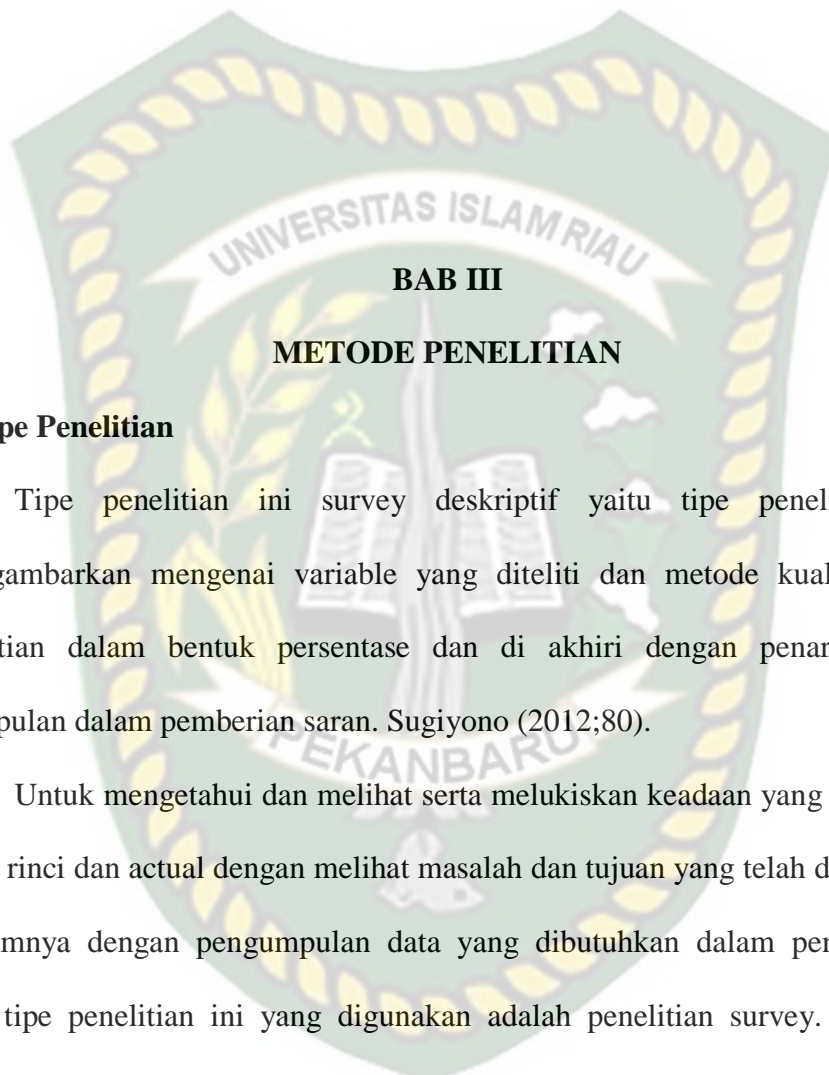 UNIVERSITAS ISLAM RIAU
BAB III
METODE PENELITIAN
pe Penelitian
Tipe penelitian ini survey deskriptif yaitu tipe penel
gambarkan mengenai variable yang diteliti dan metode kual
tian dalam bentuk persentase dan di akhiri dengan penar
pulan dalam pemberian saran. Sugiyono (2012;80).
PEKANBARU
Untuk mengetahui dan melihat serta melukiskan keadaan yang
rinci dan actual dengan melihat masalah dan tujuan yang telah d
mnya dengan pengumpulan data yang dibutuhkan dalam pen
tipe penelitian ini yang digunakan adalah penelitian survey.